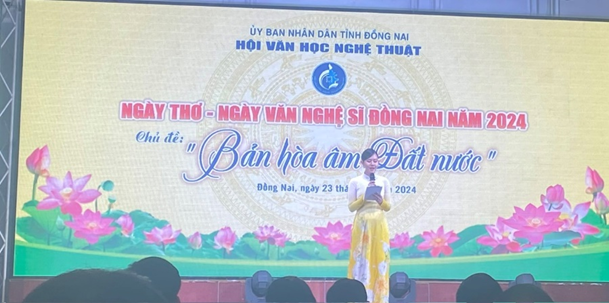 ỦY BAN NHÂN DÂN TỈNH ĐỒNG NAI
HỘI VĂN HỌC NGHỆ THUẬT
NGÀY THƠ - NGÀY VĂN NGHỆ SĨ ĐỒNG NAI NĂM 2024
Chủ đề: "Bản hòa âm Đất nước"
Đồng Nai, ngày 23 2024